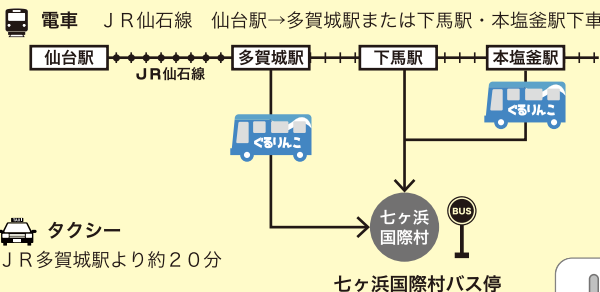 電車 ＪＲ仙石線 仙台駅→多賀城駅または下馬駅・本塩釜駅下車
仙台駅
多賀城駅
下馬駅
本塩釜駅
JR仙石線
ぐるりんこ
ぐるりんこ
七ヶ浜
国際村
BUS
タクシー
ＪＲ多賀城駅より約２０分
七ヶ浜国際村バス停